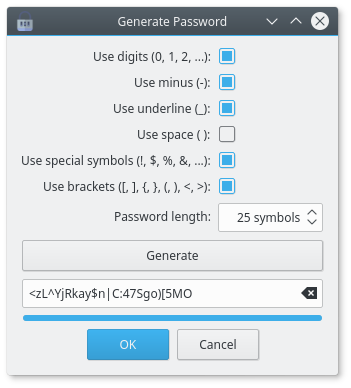 Generate Password
Use digits (0, 1, 2, ...):
Use minus (-):
Use underline (_):
Use space ( ):
Use special symbols (!, $, %, &, ...):
Use brackets ([, ], {, }, (, ), <, >):
Password length: 25 symbols
Generate
<zL^YjRkay$n|C:47Sgo)[5MO
OK Cancel